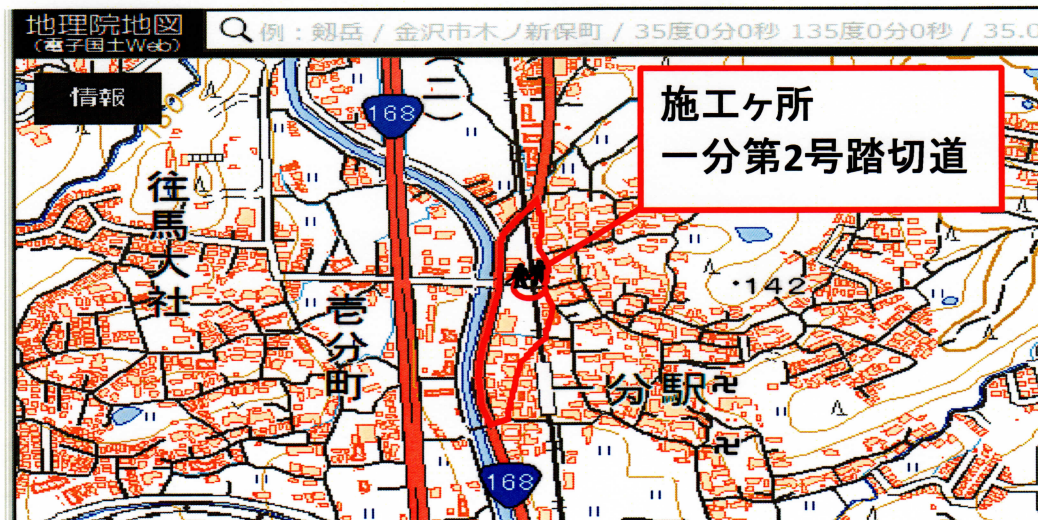 地理院地図
(電子国土Web)
例：剱岳 / 金沢市木ノ新保町 / 35度0分0秒 135度0分0秒 / 35.0
情報
168
施工ヶ所
一分第2号踏切道
往馬大社
142
壱分町
分駅
168